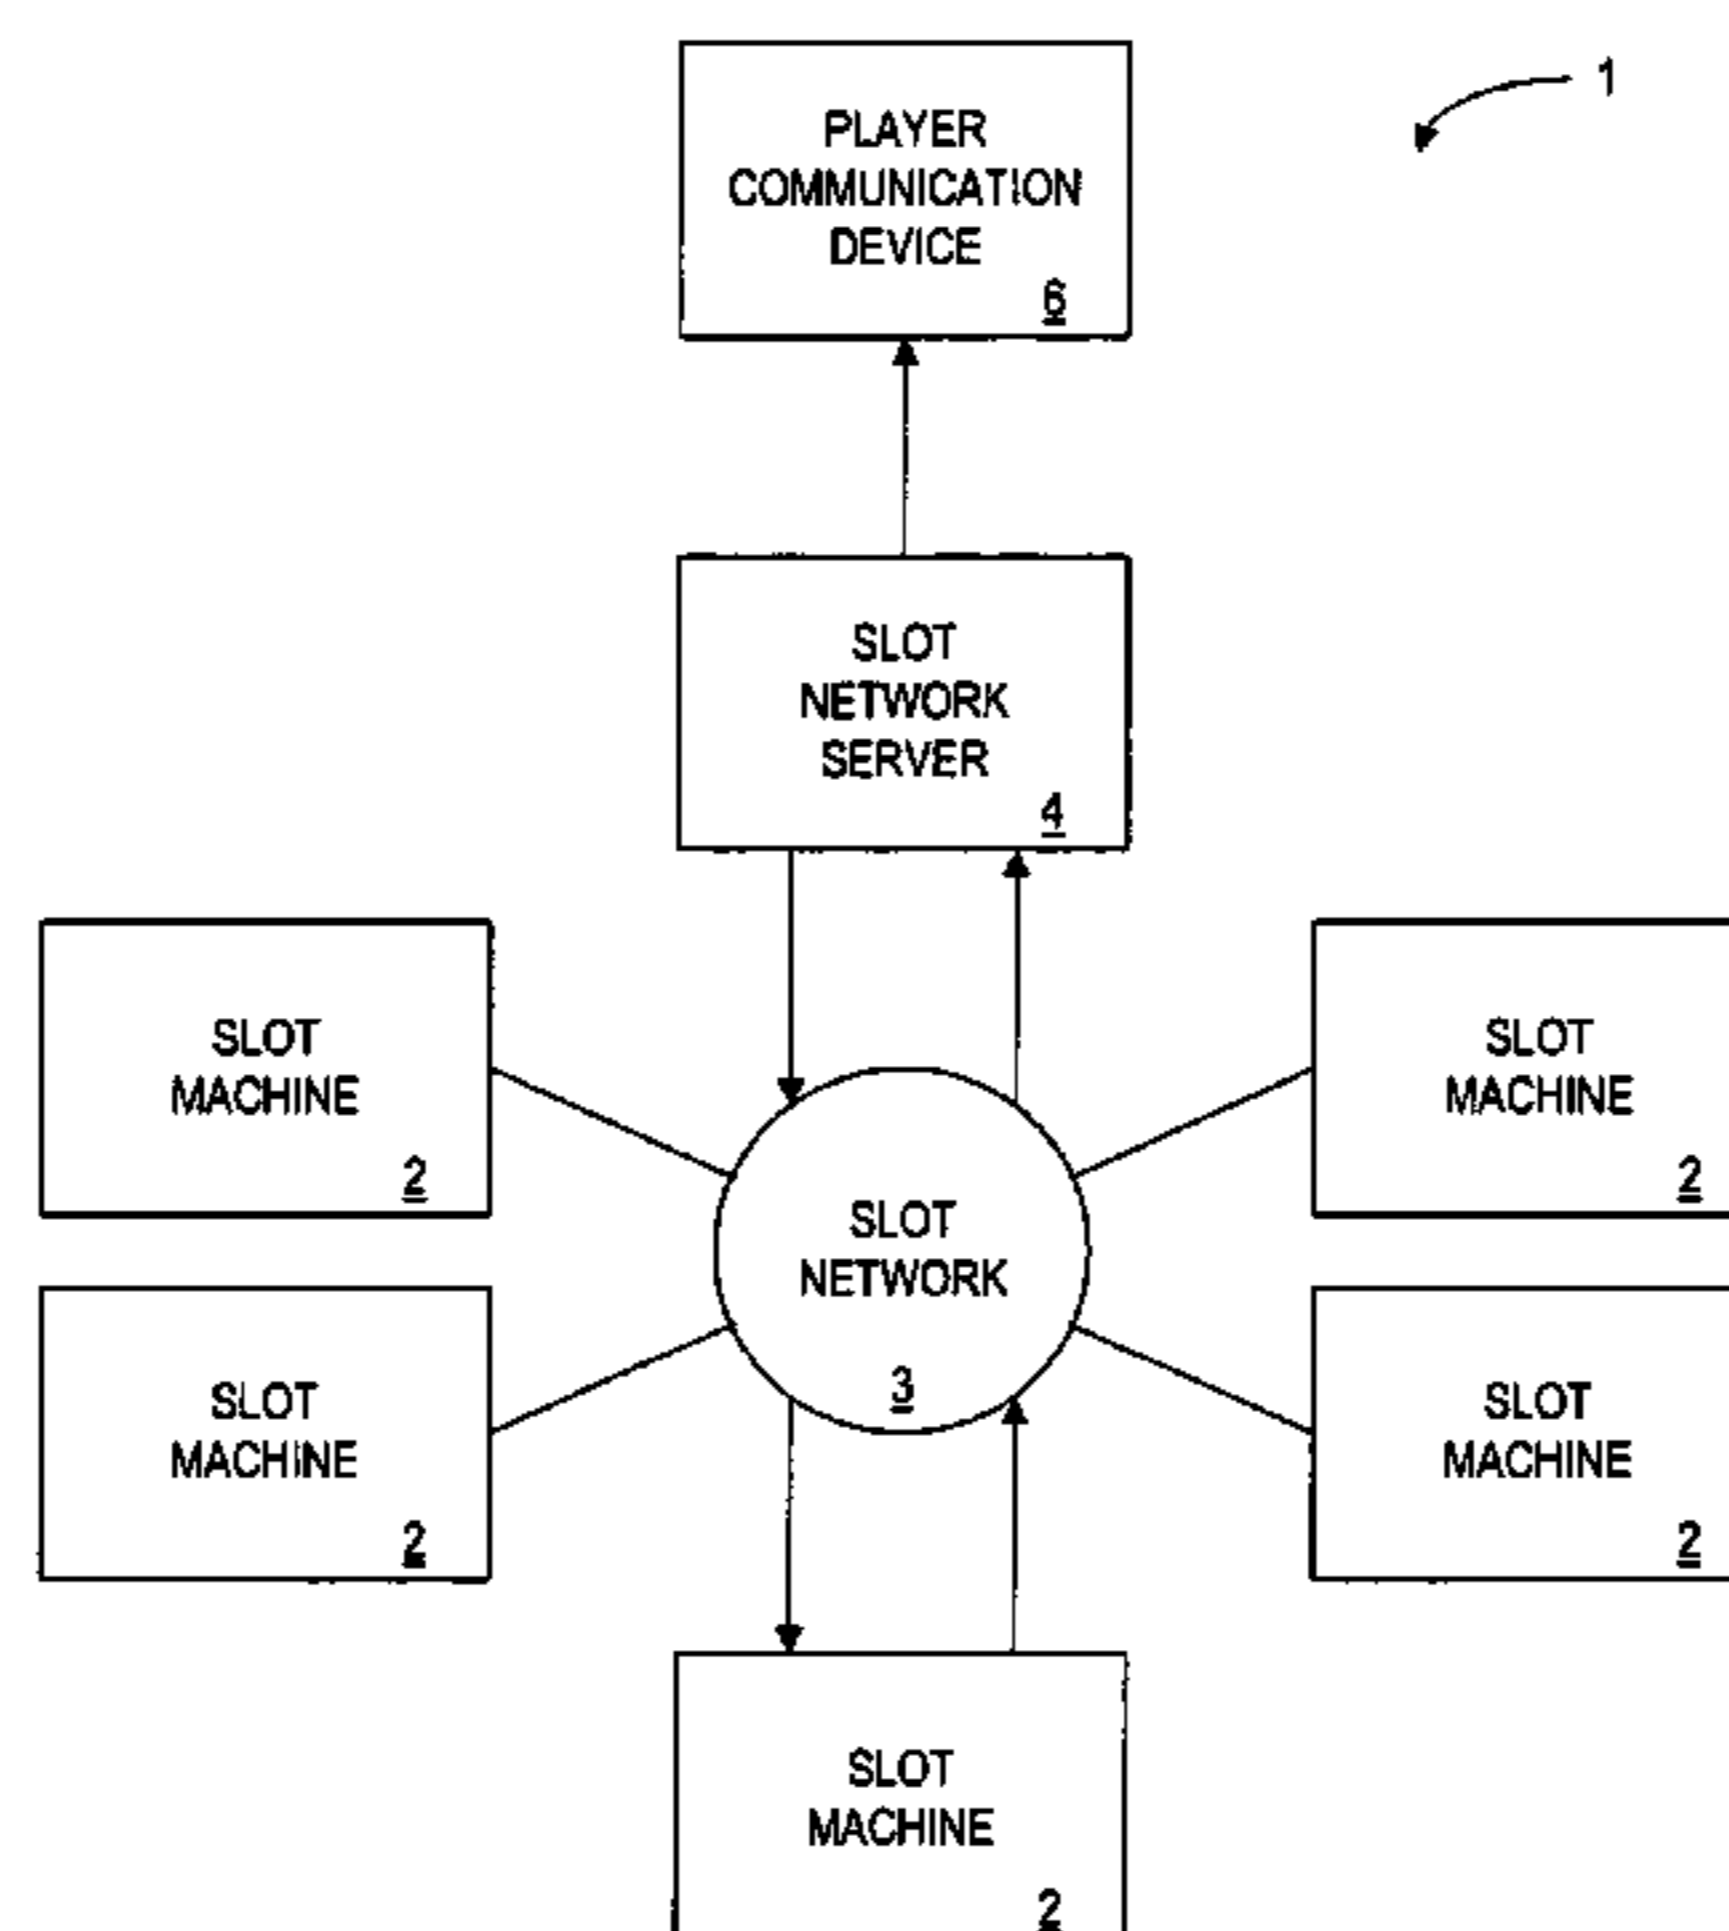 1
PLAYER
COMMUNICATION
DEVICE
6
SLOT
NETWORK
SERVER
4
SLOT
MACHINE
2
SLOT
MACHINE
2
SLOT
NETWORK
3
SLOT
MACHINE
2
SLOT
MACHINE
2
SLOT
MACHINE
2